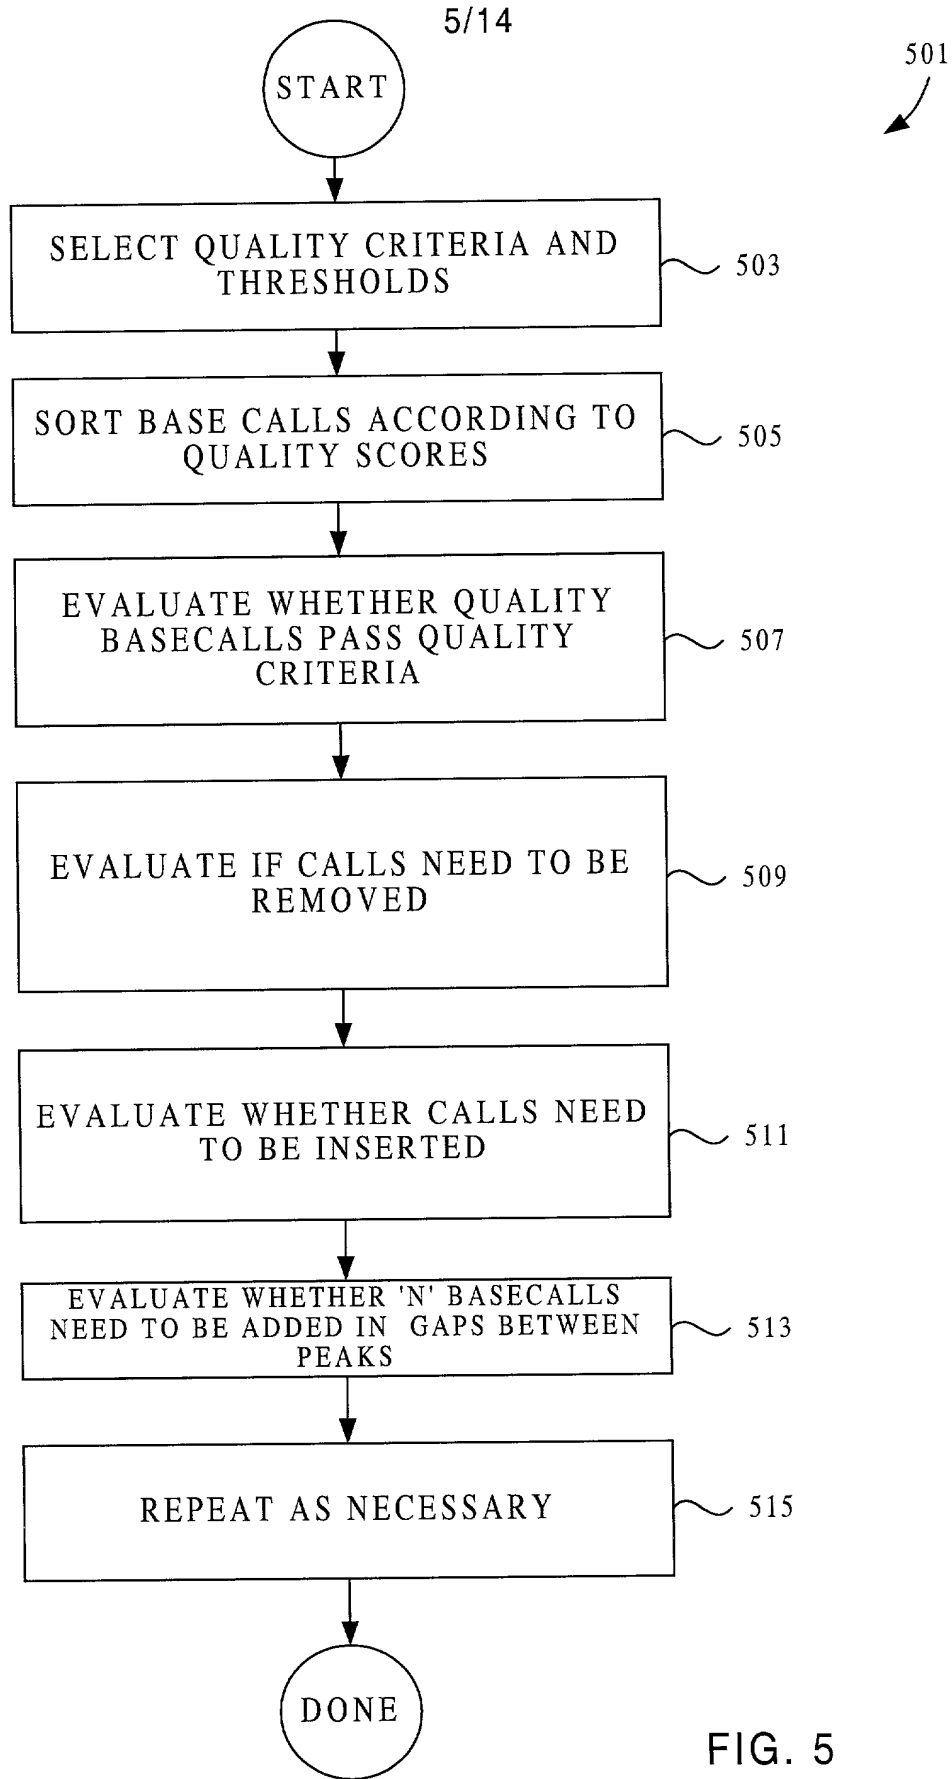 5/14
501
START
SELECT QUALITY CRITERIA AND
THRESHOLDS
503
SORT BASE CALLS ACCORDING TO
QUALITY SCORES
505
EVALUATE WHETHER QUALITY
BASECALLS PASS QUALITY
CRITERIA
507
EVALUATE IF CALLS NEED TO BE
REMOVED
509
EVALUATE WHETHER CALLS NEED
TO BE INSERTED
511
EVALUATE WHETHER 'N' BASECALLS
NEED TO BE ADDED IN GAPS BETWEEN
PEAKS
513
REPEAT AS NECESSARY
515
DONE
FIG. 5